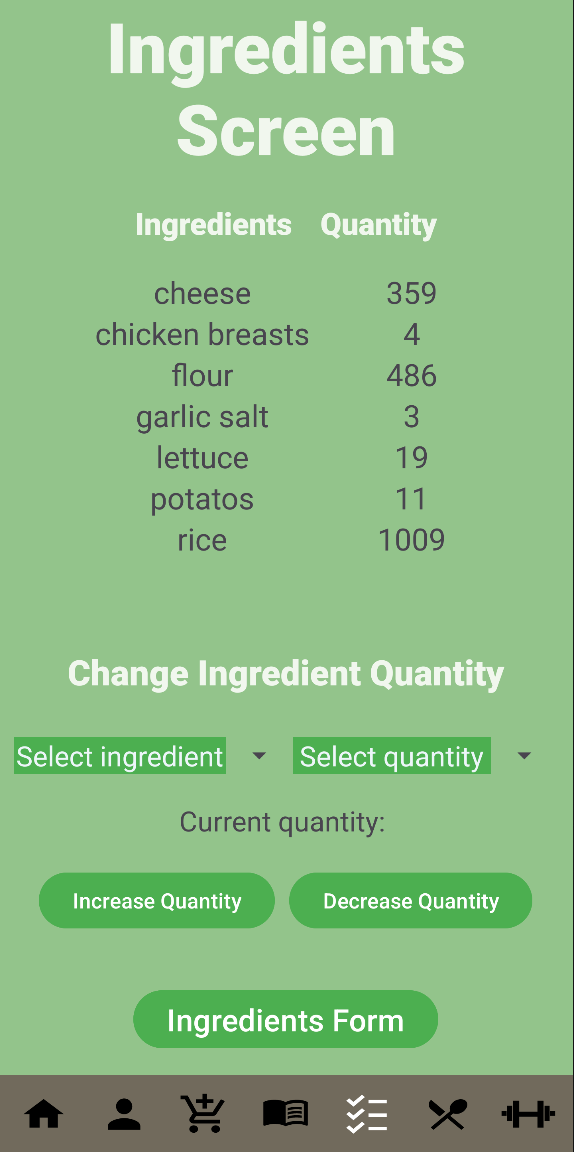 Ingredients
Screen
Ingredients Quantity
cheese 359
chicken breasts 4
flour 486
garlic salt 3
lettuce 19
potatos 11
rice 1009
Change Ingredient Quantity
Select ingredient Select quantity
Current quantity:
Increase Quantity Decrease Quantity
Ingredients Form